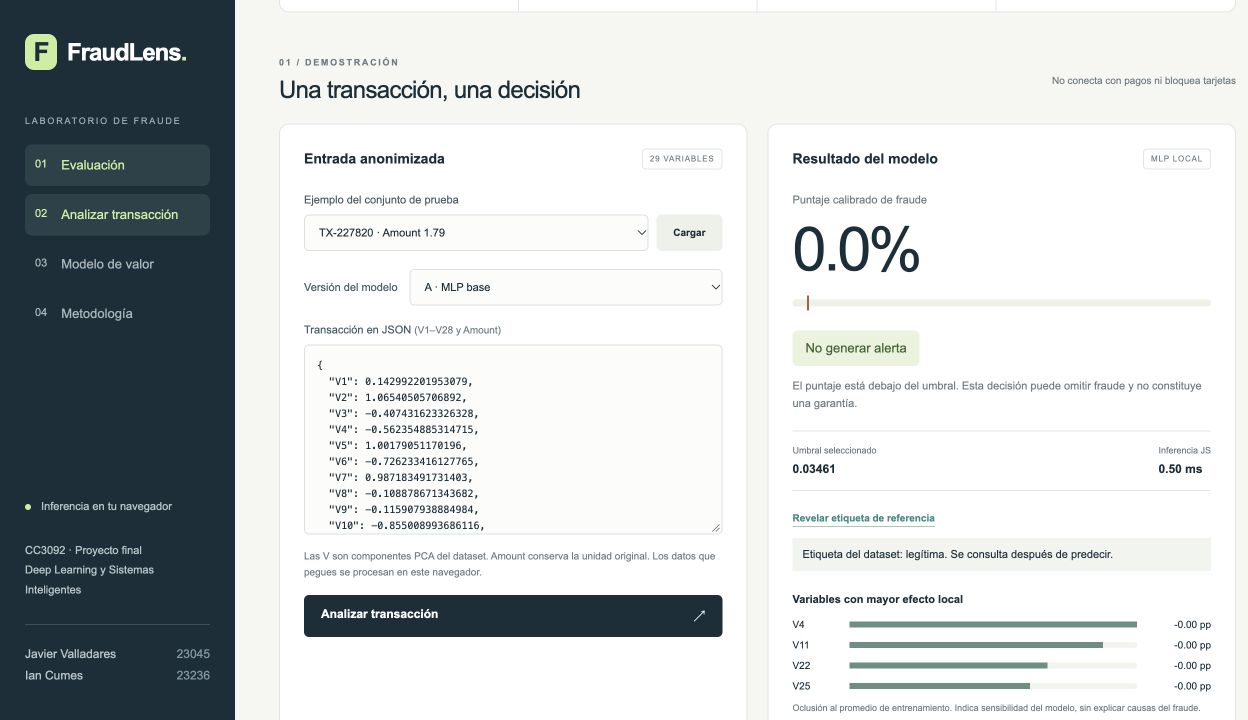 F FraudLens.
LABORATORIO DE FRAUDE
01 Evaluación
02 Analizar transacción
03 Modelo de valor
04 Metodología
Inferencia en tu navegador
CC3092 · Proyecto final
Deep Learning y Sistemas
Inteligentes
Javier Valladares 23045
Ian Cumes 23236
01 / DEMOSTRACIÓN
Una transacción, una decisión
No conecta con pagos ni bloquea tarjetas
Entrada anonimizada
29 VARIABLES
Ejemplo del conjunto de prueba
TX-227820 · Amount 1.79
Cargar
Versión del modelo
A · MLP base
Transacción en JSON (V1–V28 y Amount)
{
"V1": 0.142992201953079,
"V2": 1.06540505706892,
"V3": -0.407431623326328,
"V4": -0.562354885314715,
"V5": 1.00179051170196,
"V6": -0.726233416127765,
"V7": 0.987183491731403,
"V8": -0.108878671343682,
"V9": -0.115907938884984,
"V10": -0.855008993686116,
Las V son componentes PCA del dataset. Amount conserva la unidad original. Los datos que
pegues se procesan en este navegador.
Analizar transacción ↗
Resultado del modelo
MLP LOCAL
Puntaje calibrado de fraude
0.0%
No generar alerta
El puntaje está debajo del umbral. Esta decisión puede omitir fraude y no constituye
una garantía.
Umbral seleccionado
0.03461
Inferencia JS
0.50 ms
Revelar etiqueta de referencia
Etiqueta del dataset: legítima. Se consulta después de predecir.
Variables con mayor efecto local
V4 -0.00 pp
V11 -0.00 pp
V22 -0.00 pp
V25 -0.00 pp
Oclusión al promedio de entrenamiento. Indica sensibilidad del modelo, sin explicar causas del fraude.